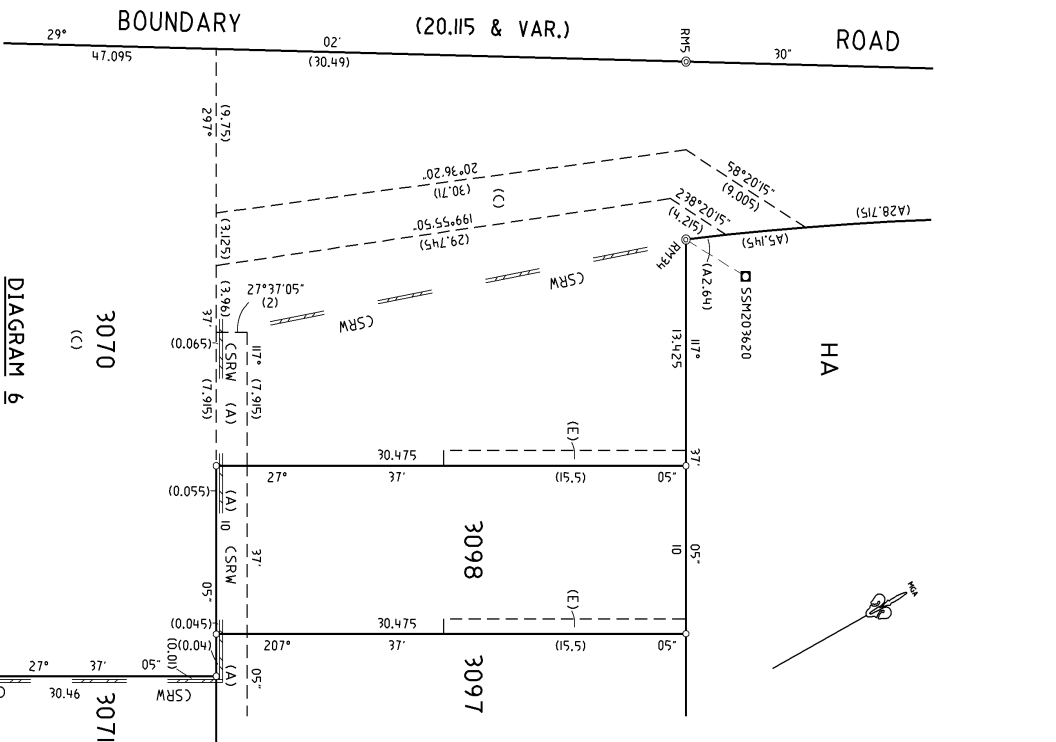 BOUNDARY (20.115 & VAR.) ROAD
29° 02' 30"
47.095 (30.49)
RM5
(9.75)
297°
20°36'20"
(30.71)
(C)
199°55'50"
(29.745)
58°20'15"
(9.005)
238°20'15"
(4.215)
(A28.715)
(A5.145)
(A2.64)
RM34
SSM203620
(3.125)
(3.96)
37'
27°37'05"
(2)
CSRW
CSRW
(0.065)
CSRW (A)
117°
(7.915)
(7.915)
117°
13.425
HA
3070
(C)
DIAGRAM 6
30.475
(E)
27° 37' (15.5) 05"
37'
(0.055)
(A) 10 CSRW
37'
05"
3098
10
05"
MGA
(E)
30.475
207° 37' (15.5) 05"
(0.045)
(0.04)
(0.01)
(A)
05"
3097
27° 37' 05"
30.46
CSRW
3071